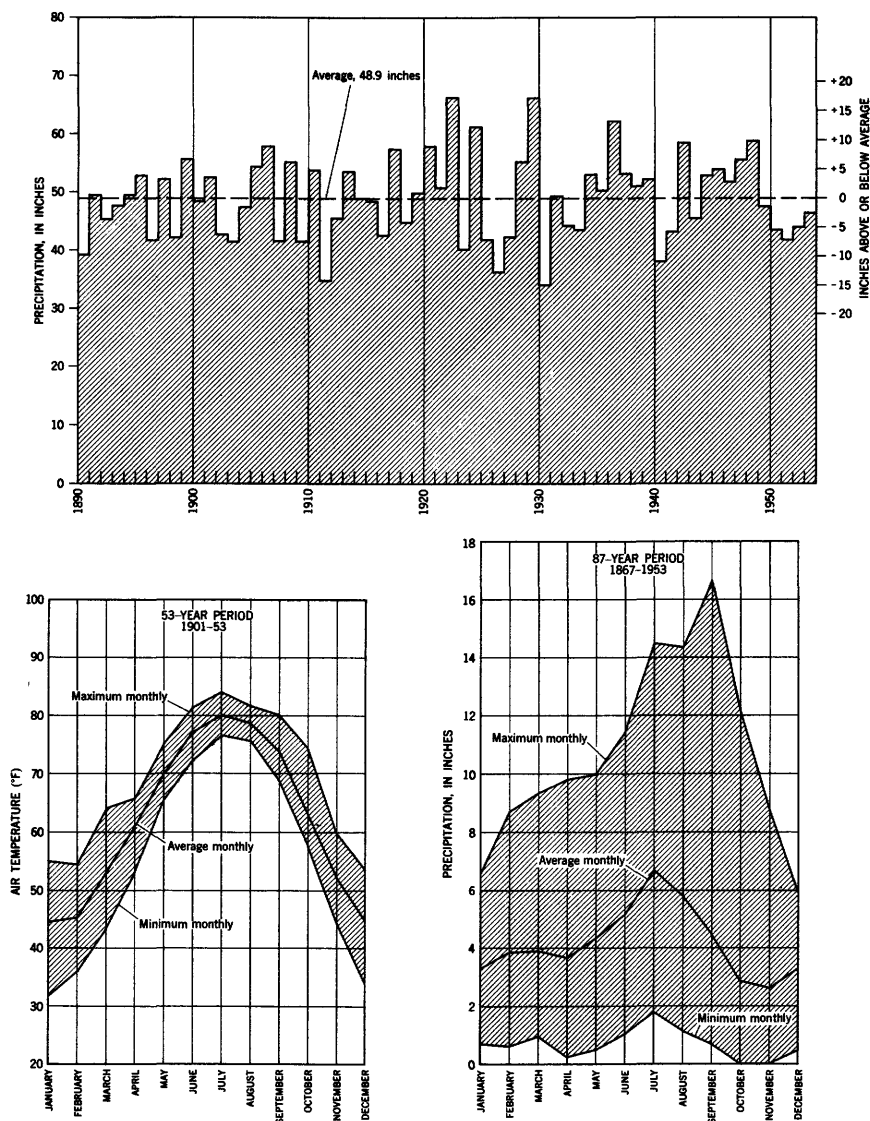 80
70
60
50
40
30
20
10
0
PRECIPITATION, IN INCHES
Average, 48.9 inches
+20
+15
+10
+5
0
-5
-10
-15
-20
INCHES ABOVE OR BELOW AVERAGE
1890
1900
1910
1920
1930
1940
1950
53-YEAR PERIOD
1901-53
100
90
80
70
60
50
40
30
20
AIR TEMPERATURE (°F)
Maximum monthly
Average monthly
Minimum monthly
JANUARY
FEBRUARY
MARCH
APRIL
MAY
JUNE
JULY
AUGUST
SEPTEMBER
OCTOBER
NOVEMBER
DECEMBER
87-YEAR PERIOD
1867-1953
18
16
14
12
10
8
6
4
2
0
PRECIPITATION, IN INCHES
Maximum monthly
Average monthly
Minimum monthly
JANUARY
FEBRUARY
MARCH
APRIL
MAY
JUNE
JULY
AUGUST
SEPTEMBER
OCTOBER
NOVEMBER
DECEMBER